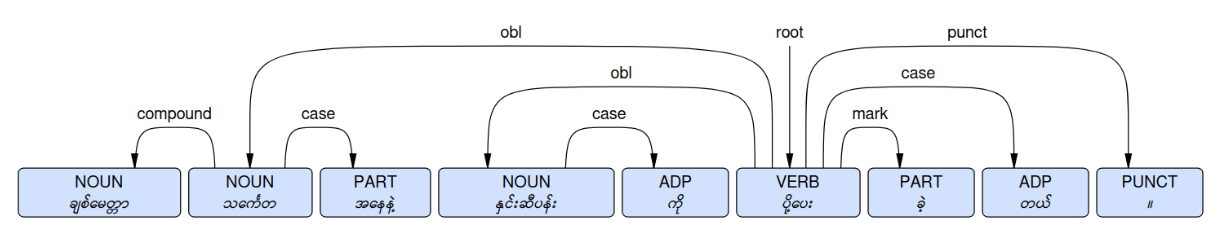 obl root punct
obl case
compound case case mark
NOUN NOUN PART NOUN ADP VERB PART ADP PUNCT
ချစ်မေတ္တာ သင်္ကေတ အနေနဲ့ နှင်းဆီပန်း ကို ပို့ပေး ခဲ့ တယ် ။